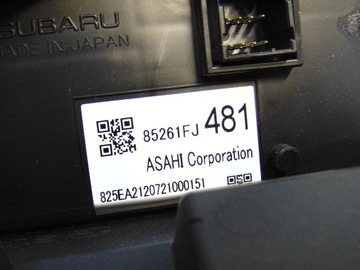 SUBARU
MADE IN JAPAN
85261FJ 481
ASAHI Corporation
825EA2120721000151